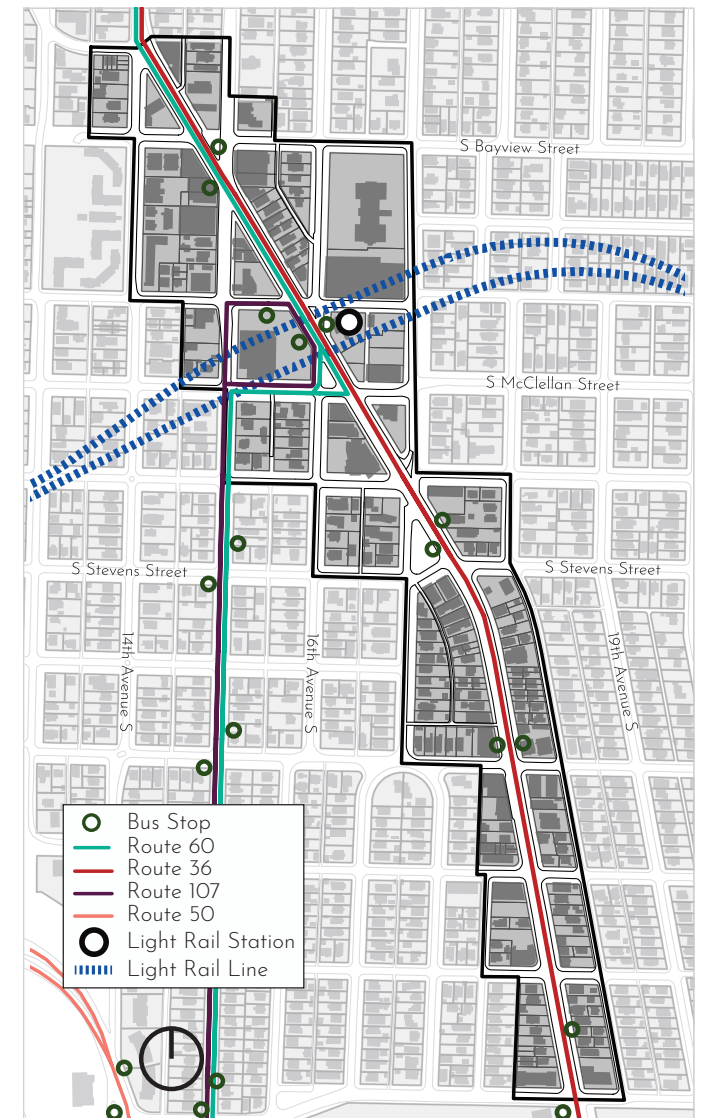 S Bayview Street
S McClellan Street
S Stevens Street
S Stevens Street
14th Avenue S
16th Avenue S
19th Avenue S
Bus Stop
Route 60
Route 36
Route 107
Route 50
Light Rail Station
Light Rail Line